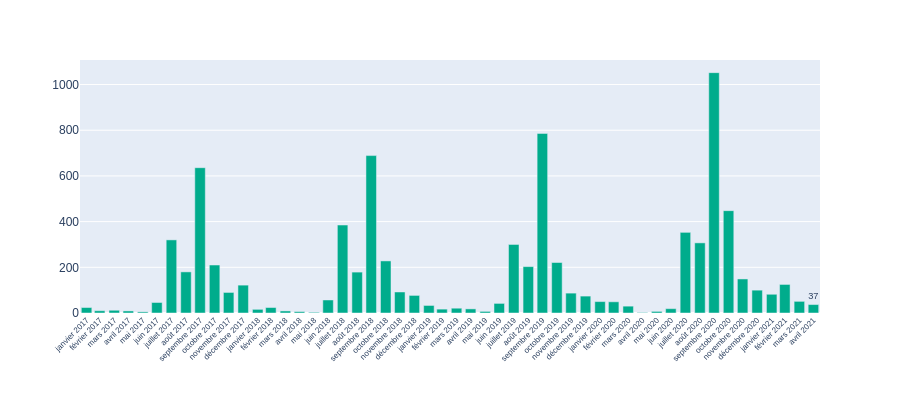 1000
800
600
400
200
0
37
janvier 2017
février 2017
mars 2017
avril 2017
mai 2017
juin 2017
juillet 2017
août 2017
septembre 2017
octobre 2017
novembre 2017
décembre 2017
janvier 2018
février 2018
mars 2018
avril 2018
mai 2018
juin 2018
juillet 2018
août 2018
septembre 2018
octobre 2018
novembre 2018
décembre 2018
janvier 2019
février 2019
mars 2019
avril 2019
mai 2019
juin 2019
juillet 2019
août 2019
septembre 2019
octobre 2019
novembre 2019
décembre 2019
janvier 2020
février 2020
mars 2020
avril 2020
mai 2020
juin 2020
juillet 2020
août 2020
septembre 2020
octobre 2020
novembre 2020
décembre 2020
janvier 2021
février 2021
mars 2021
avril 2021